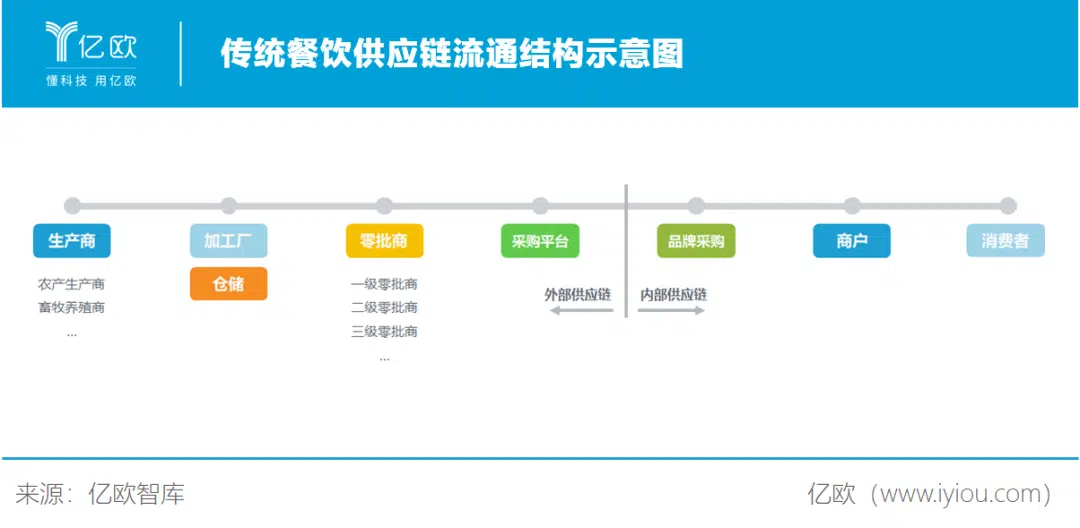 亿欧
懂科技 用亿欧
传统餐饮供应链流通结构示意图
生产商
加工厂
零批商
采购平台
品牌采购
商户
消费者
农产生产商
畜牧养殖商
...
仓储
一级零批商
二级零批商
三级零批商
...
外部供应链
内部供应链
来源：亿欧智库
亿欧（www.iyiou.com）